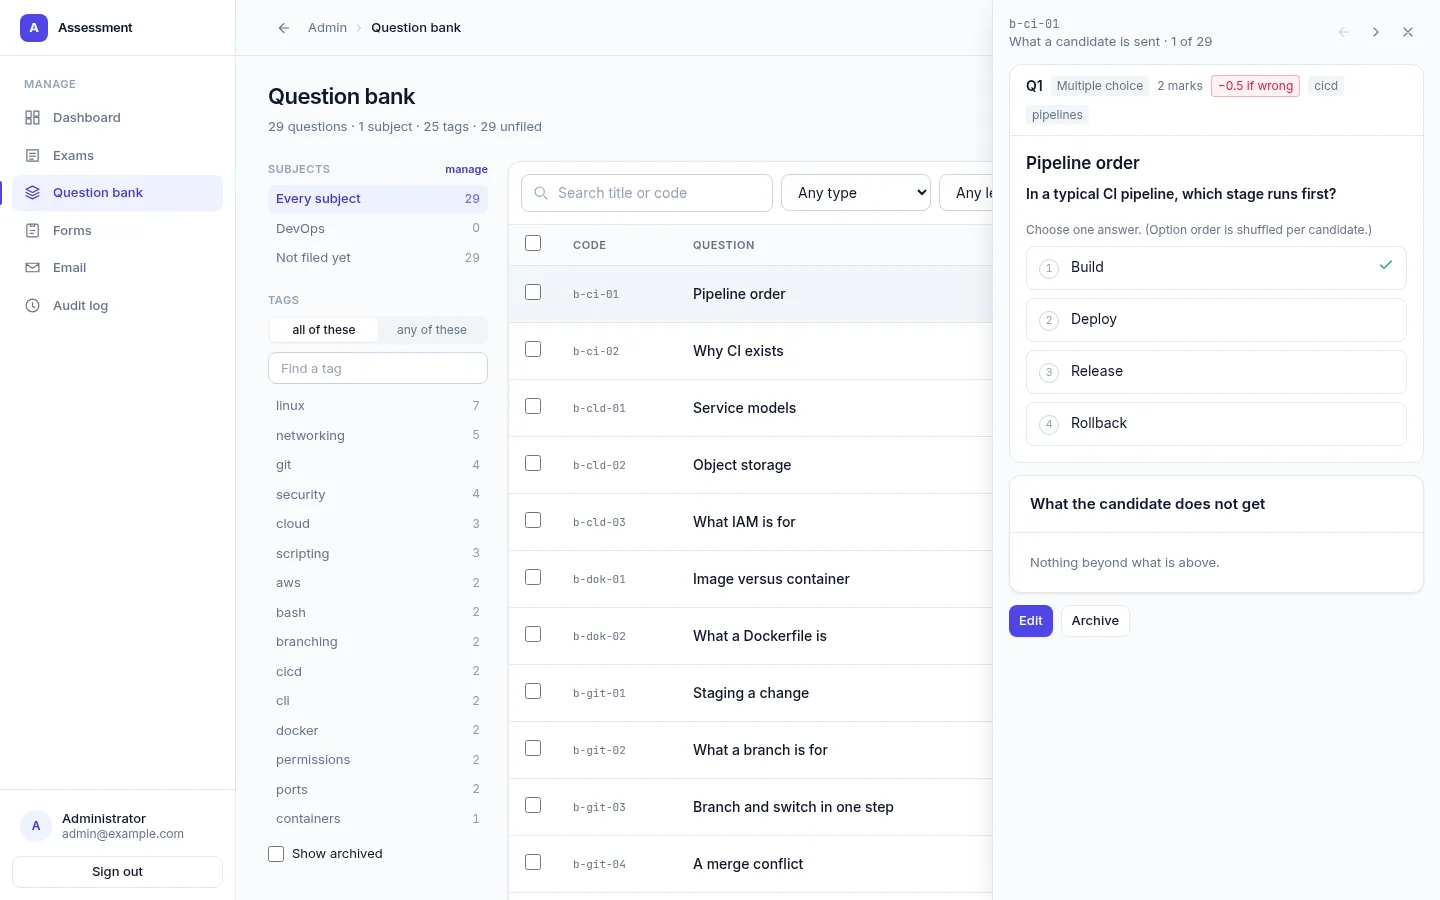 A Assessment
MANAGE
Dashboard
Exams
Question bank
Forms
Email
Audit log
A
Administrator
admin@example.com
Sign out
Admin › Question bank
Question bank
29 questions · 1 subject · 25 tags · 29 unfiled
SUBJECTS manage
Every subject 29
DevOps 0
Not filed yet 29
TAGS
all of these any of these
Find a tag
linux 7
networking 5
git 4
security 4
cloud 3
scripting 3
aws 2
bash 2
branching 2
cicd 2
cli 2
docker 2
permissions 2
ports 2
containers 1
Show archived
Search title or code Any type Any le
CODE QUESTION
b-ci-01 Pipeline order
b-ci-02 Why CI exists
b-cld-01 Service models
b-cld-02 Object storage
b-cld-03 What IAM is for
b-dok-01 Image versus container
b-dok-02 What a Dockerfile is
b-git-01 Staging a change
b-git-02 What a branch is for
b-git-03 Branch and switch in one step
b-git-04 A merge conflict
b-ci-01
What a candidate is sent · 1 of 29
Q1 Multiple choice 2 marks −0.5 if wrong cicd
pipelines
Pipeline order
In a typical CI pipeline, which stage runs first?
Choose one answer. (Option order is shuffled per candidate.)
1 Build
2 Deploy
3 Release
4 Rollback
What the candidate does not get
Nothing beyond what is above.
Edit Archive